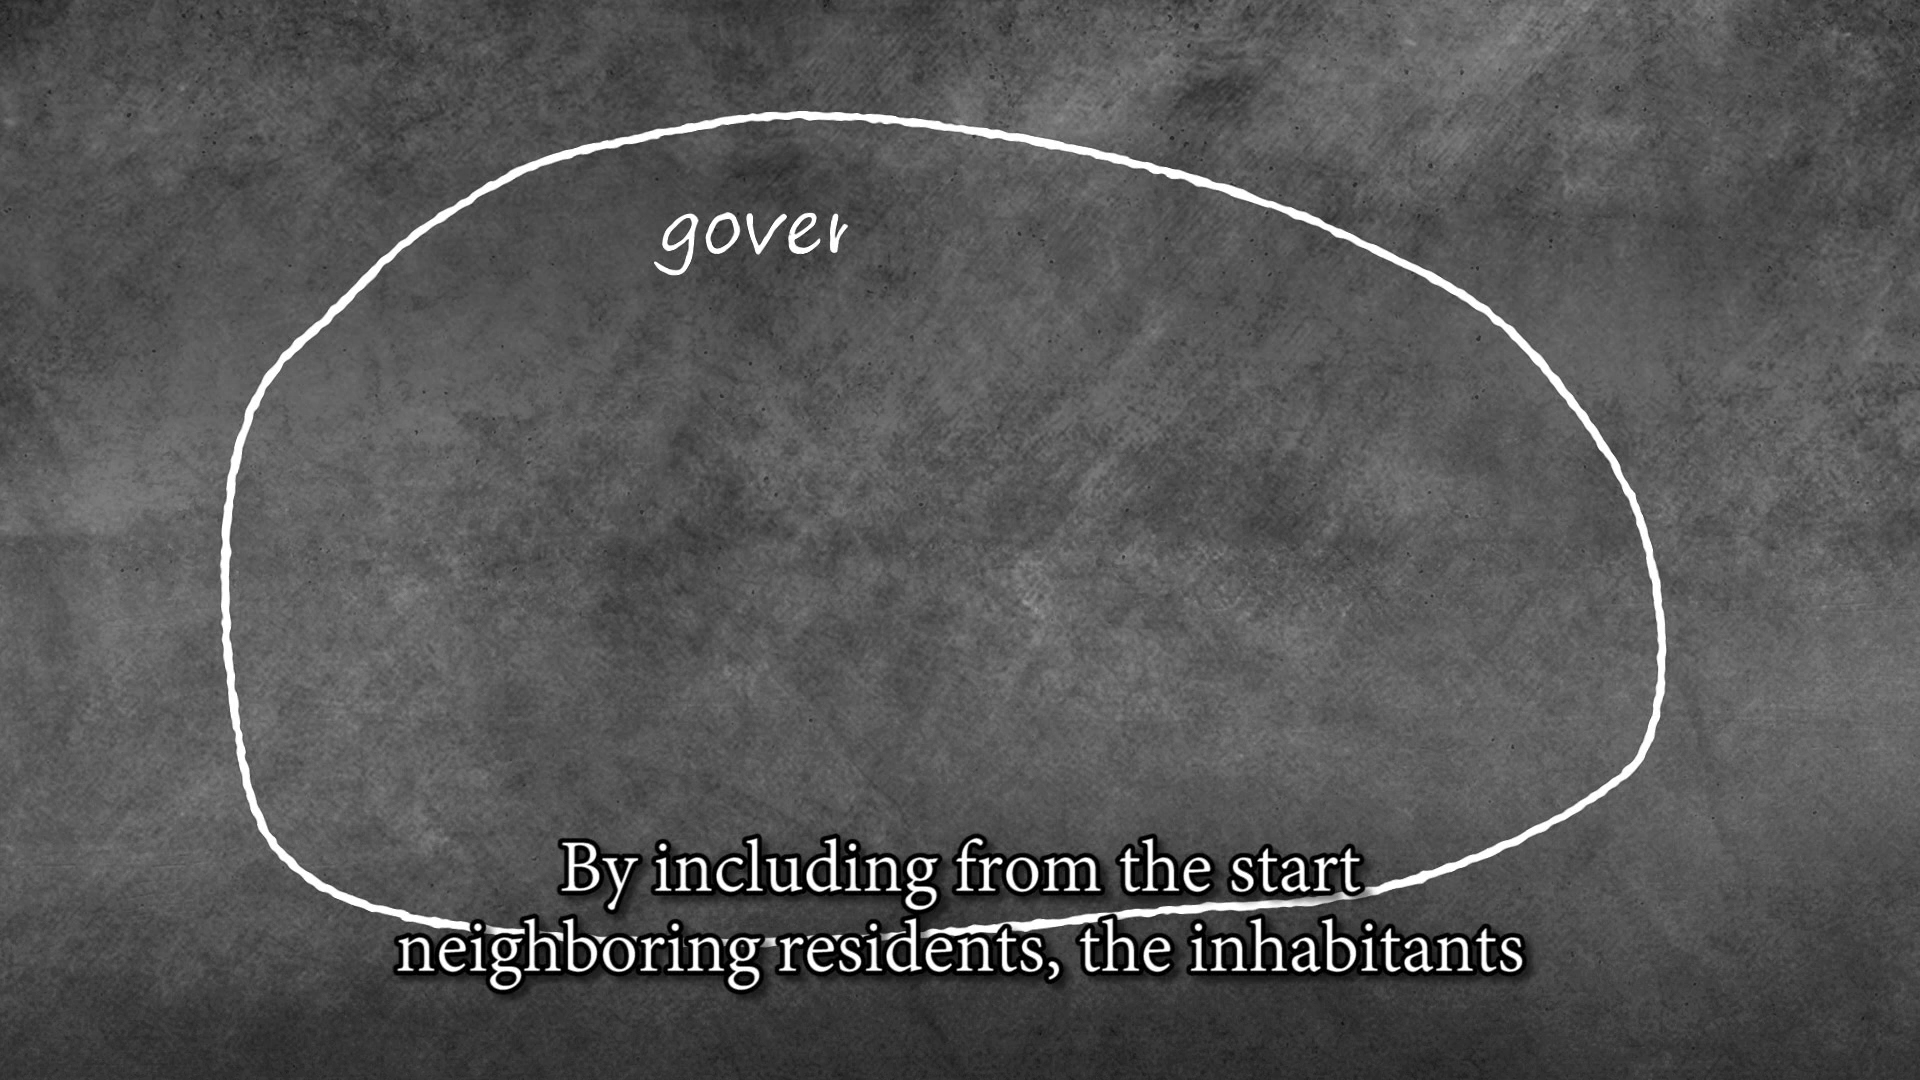 gover
By including from the start
neighboring residents, the inhabitants